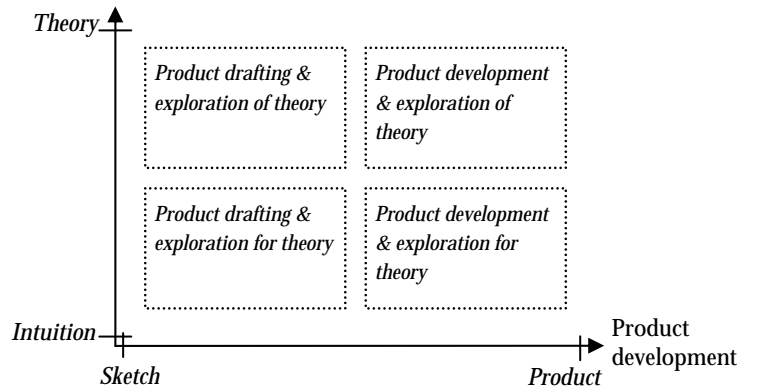 Theory
Product drafting &
exploration of theory
Product development
& exploration of
theory
Product drafting &
exploration for theory
Product development
& exploration for
theory
Intuition
Product
development
Sketch
Product